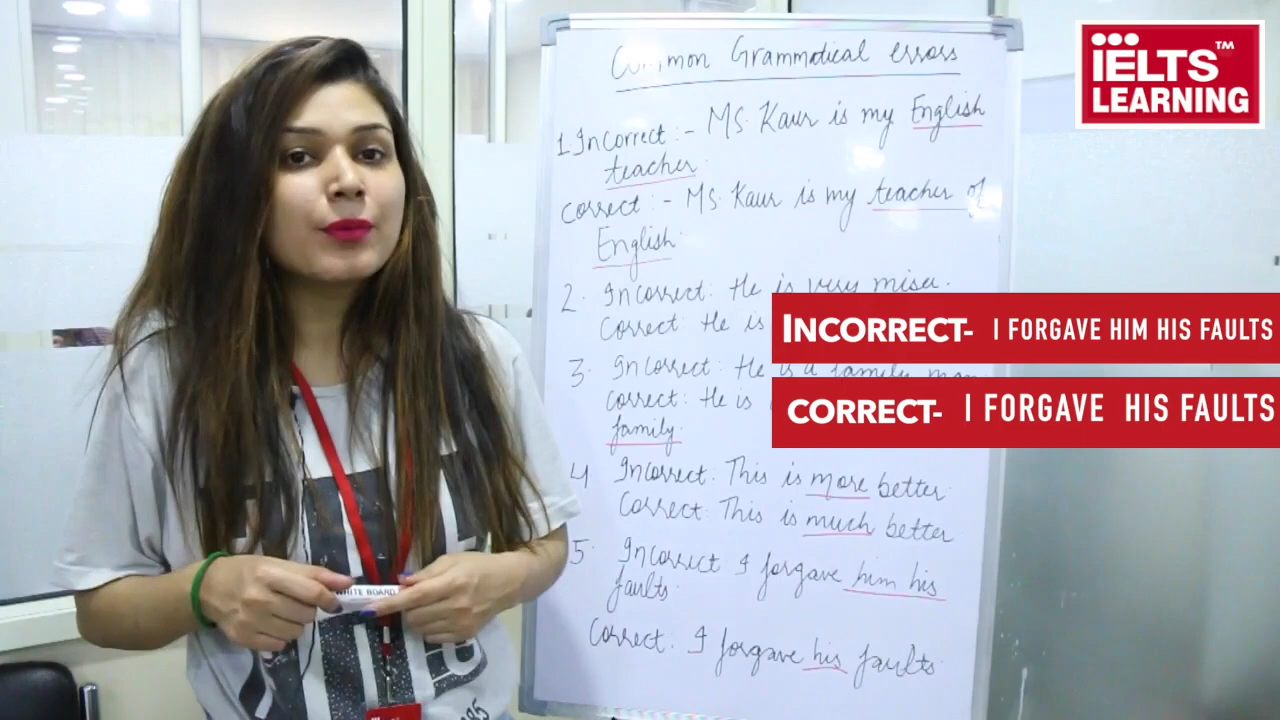 Common Grammatical errors
1. Incorrect:- MS. Kaur is my English
teacher.
correct:- MS. Kaur is my teacher of
English.
2. Incorrect: He is very miser.
Correct: He is
3. Incorrect: He is a family man
correct: He is
family.
4 Incorrect: This is more better.
Correct: This is much better
5. Incorrect I forgave him his
faults.
Correct. I forgave his faults.
INCORRECT- I FORGAVE HIM HIS FAULTS
CORRECT- I FORGAVE HIS FAULTS
IELTS™
LEARNING
WHITE BOARD